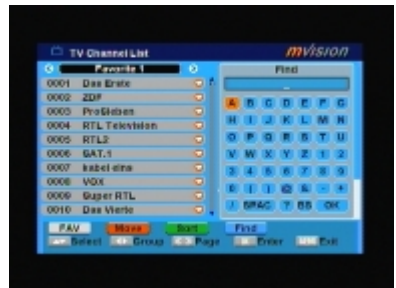 TV Channel List
mvision
Favorite 1
Find
0001 Das Erste
0002 ZDF
0003 ProSieben
0004 RTL Television
0005 RTL2
0006 SAT.1
0007 kabel eins
0008 VOX
0009 Super RTL
0010 Das Vierte
A B C D E F G
H I J K L M N
O P Q R S T U
V W X Y Z 1 2
3 4 5 6 7 8 9
0 ( ) @ & - +
/ SPAC ? BS OK
FAV Move Sort Find
Select Group Page Enter Exit